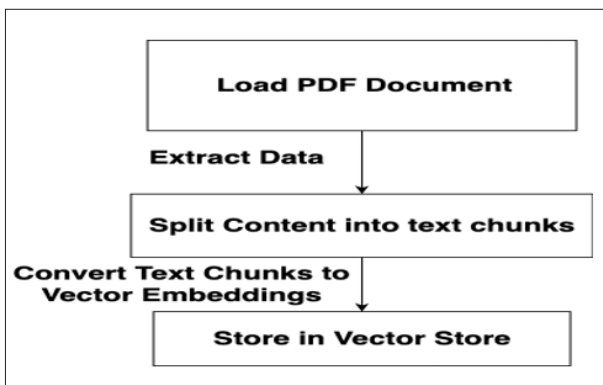 Load PDF Document
Extract Data
Split Content into text chunks
Convert Text Chunks to
Vector Embeddings
Store in Vector Store